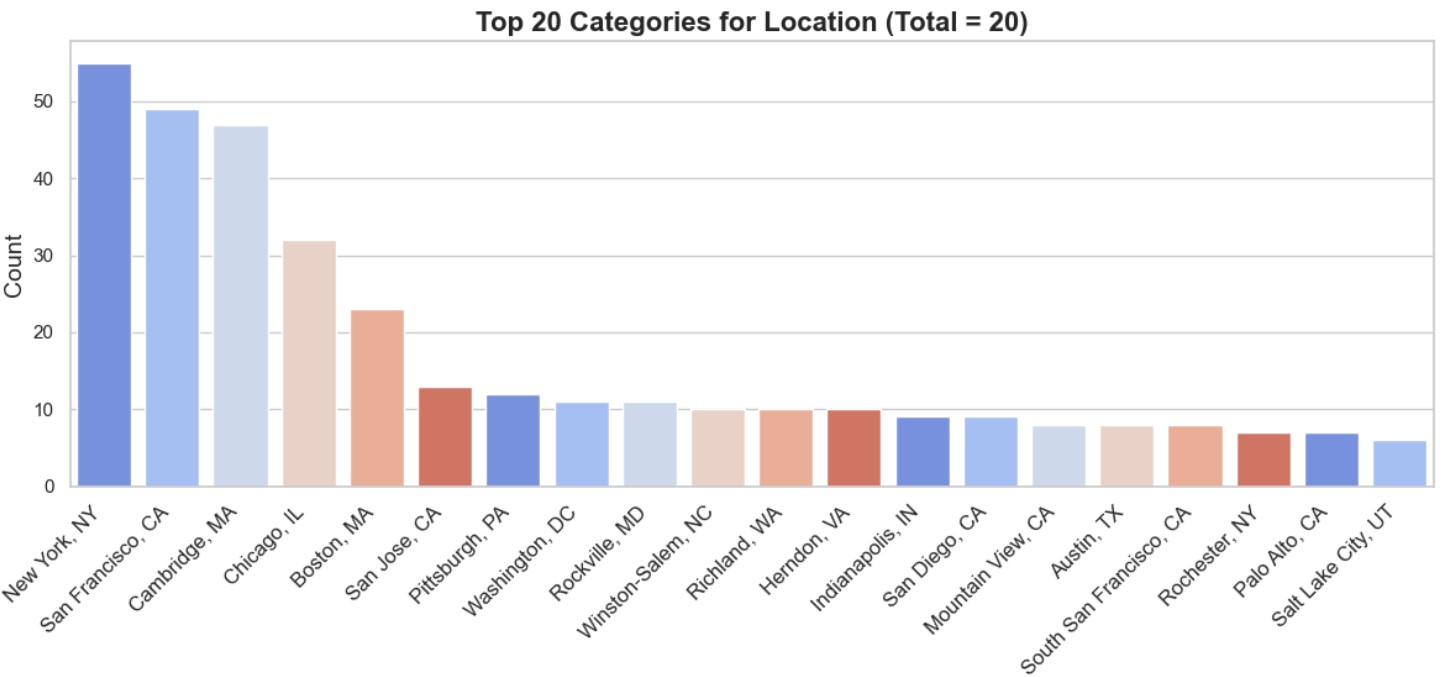 Top 20 Categories for Location (Total = 20)
Count
50
40
30
20
10
0
New York, NY
San Francisco, CA
Cambridge, MA
Chicago, IL
Boston, MA
San Jose, CA
Pittsburgh, PA
Washington, DC
Rockville, MD
Winston-Salem, NC
Richland, WA
Herndon, VA
Indianapolis, IN
San Diego, CA
Mountain View, CA
Austin, TX
South San Francisco, CA
Rochester, NY
Palo Alto, CA
Salt Lake City, UT